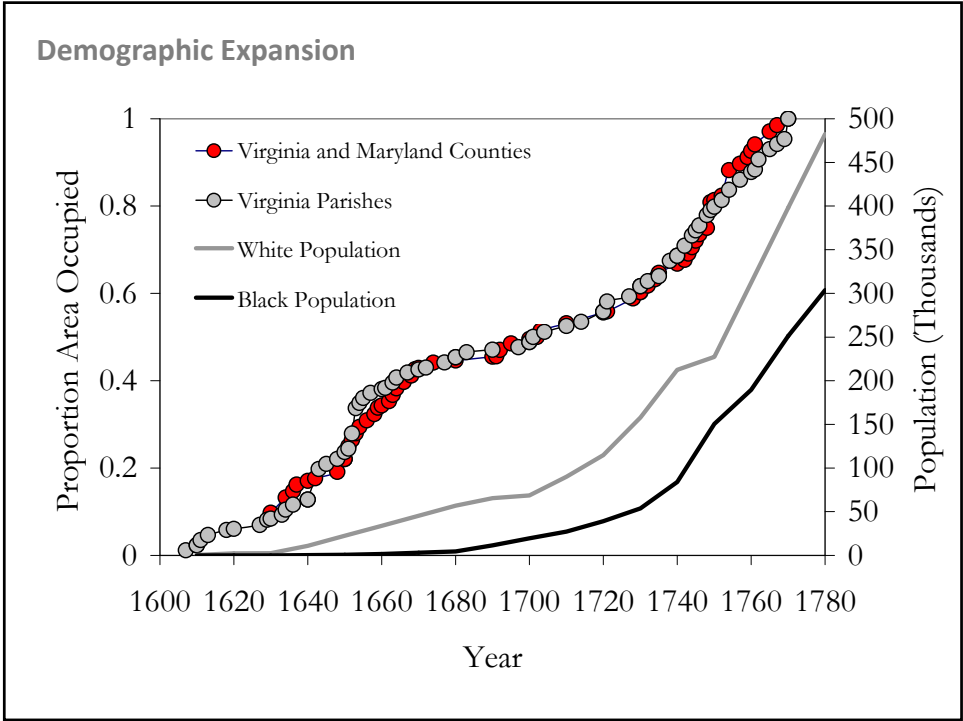 Demographic Expansion
1
0.8
0.6
0.4
0.2
0
Proportion Area Occupied
Virginia and Maryland Counties
Virginia Parishes
White Population
Black Population
500
450
400
350
300
250
200
150
100
50
0
Population (Thousands)
1600 1620 1640 1660 1680 1700 1720 1740 1760 1780
Year